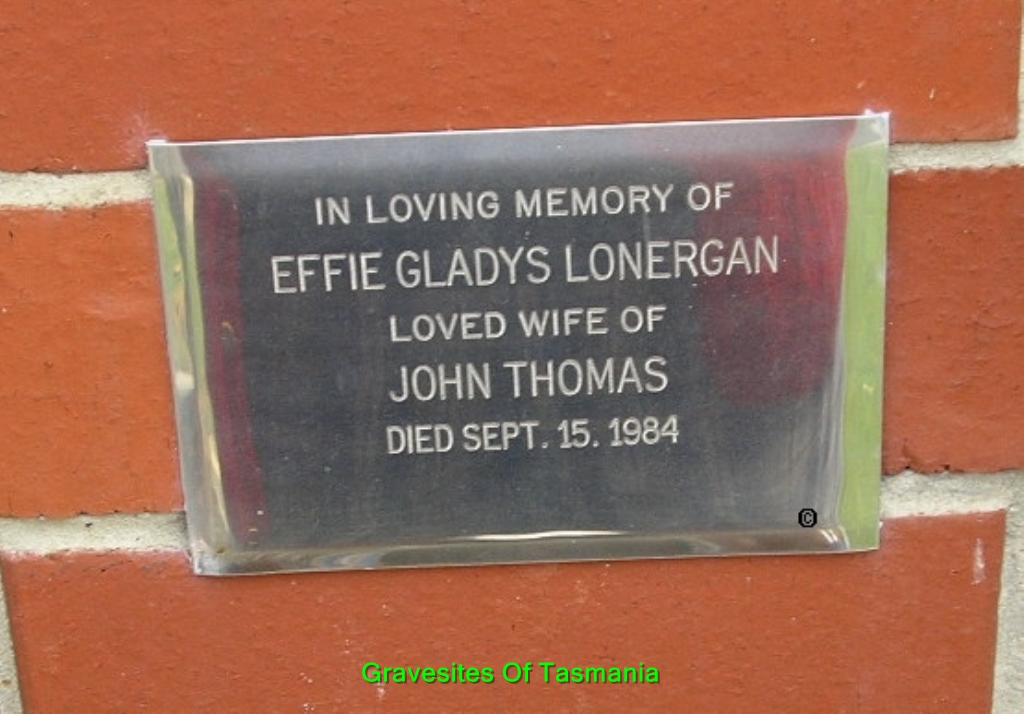 IN LOVING MEMORY OF
EFFIE GLADYS LONERGAN
LOVED WIFE OF
JOHN THOMAS
DIED SEPT. 15. 1984
©
Gravesites Of Tasmania